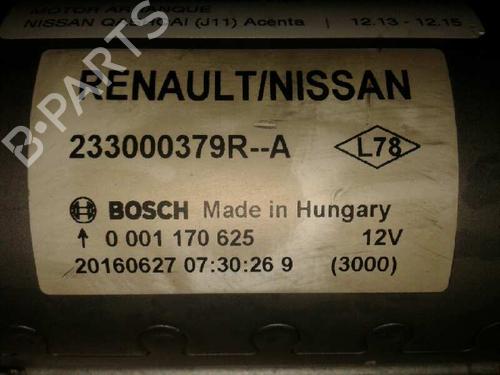 MOTOR ARRANQUE
NISSAN QASHQAI (J11) Acenta | 12.13 - 12.15
RENAULT/NISSAN
233000379R--A L78
BOSCH Made in Hungary
↑ 0 001 170 625 12V
20160627 07:30:26 9 (3000)
B-PARTS